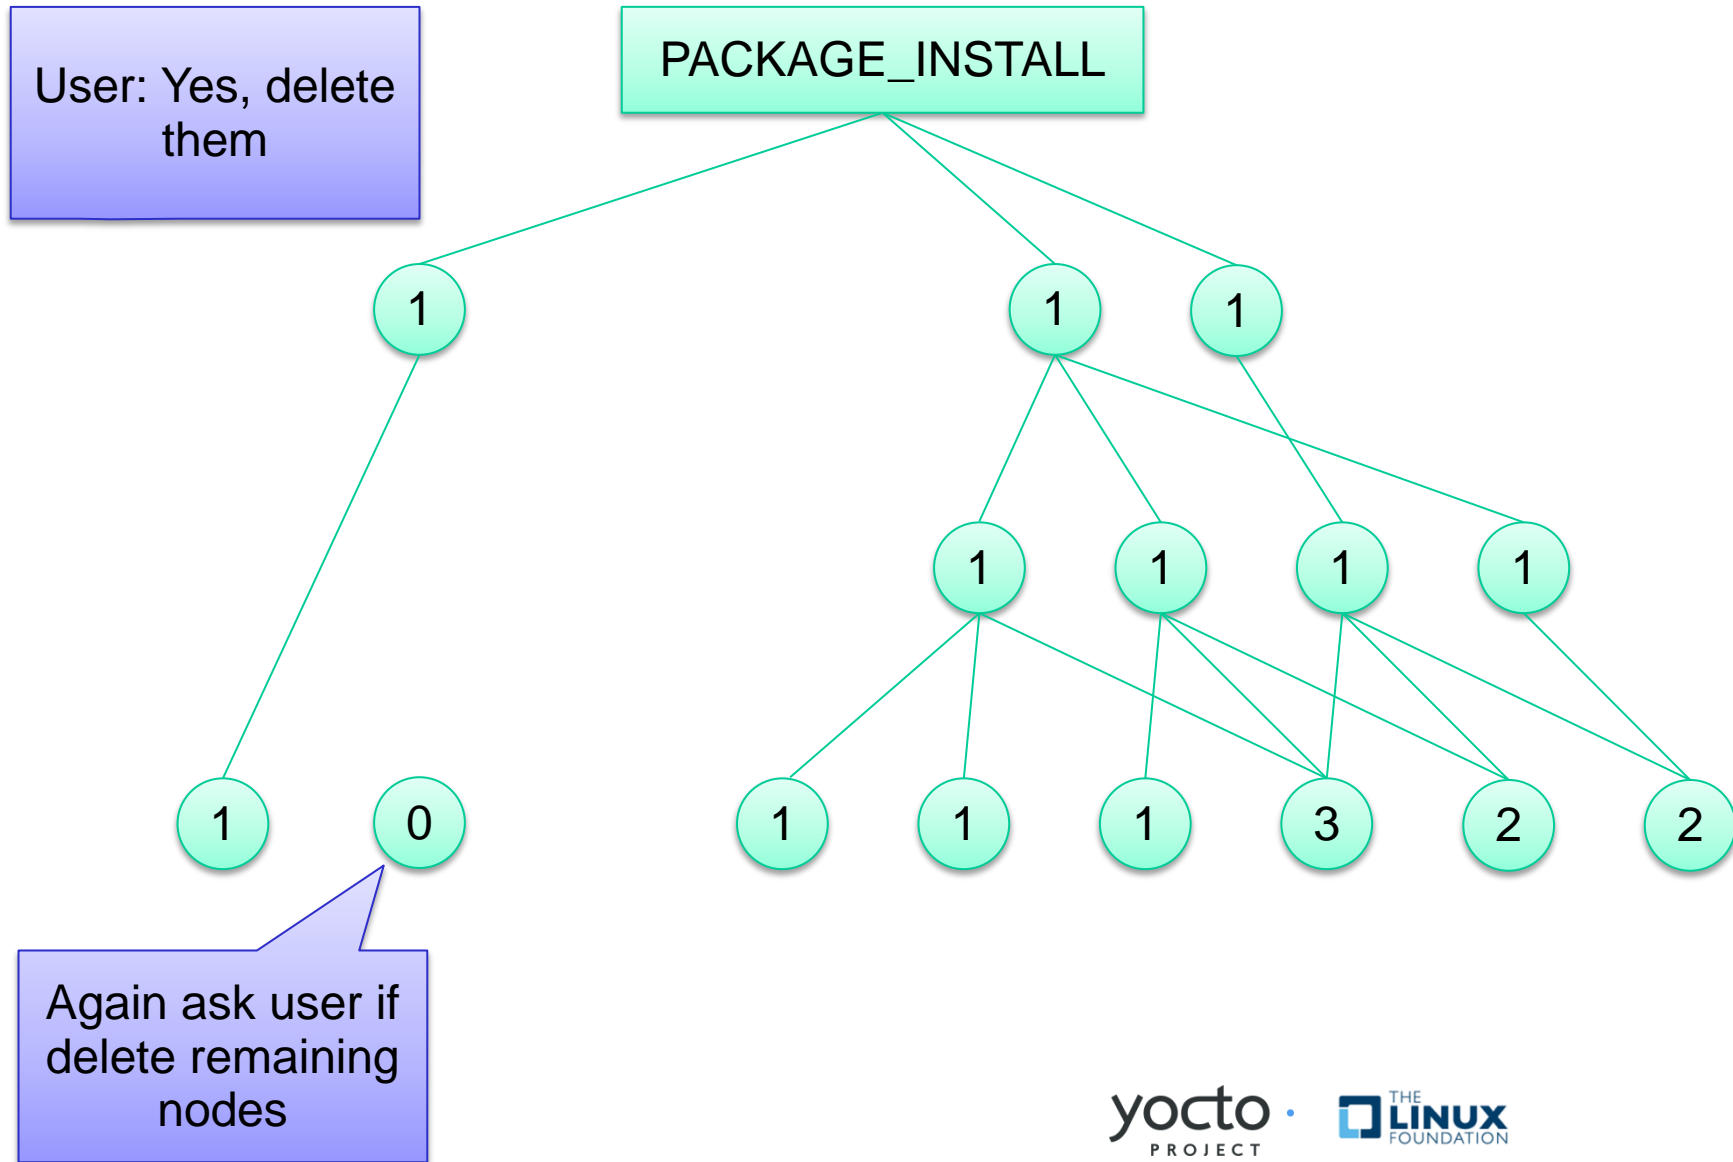 User: Yes, delete
them
PACKAGE_INSTALL
1
1
1
1
1
1
1
1
0
1
1
1
3
2
2
Again ask user if
delete remaining
nodes
yocto
PROJECT
THE
LINUX
FOUNDATION